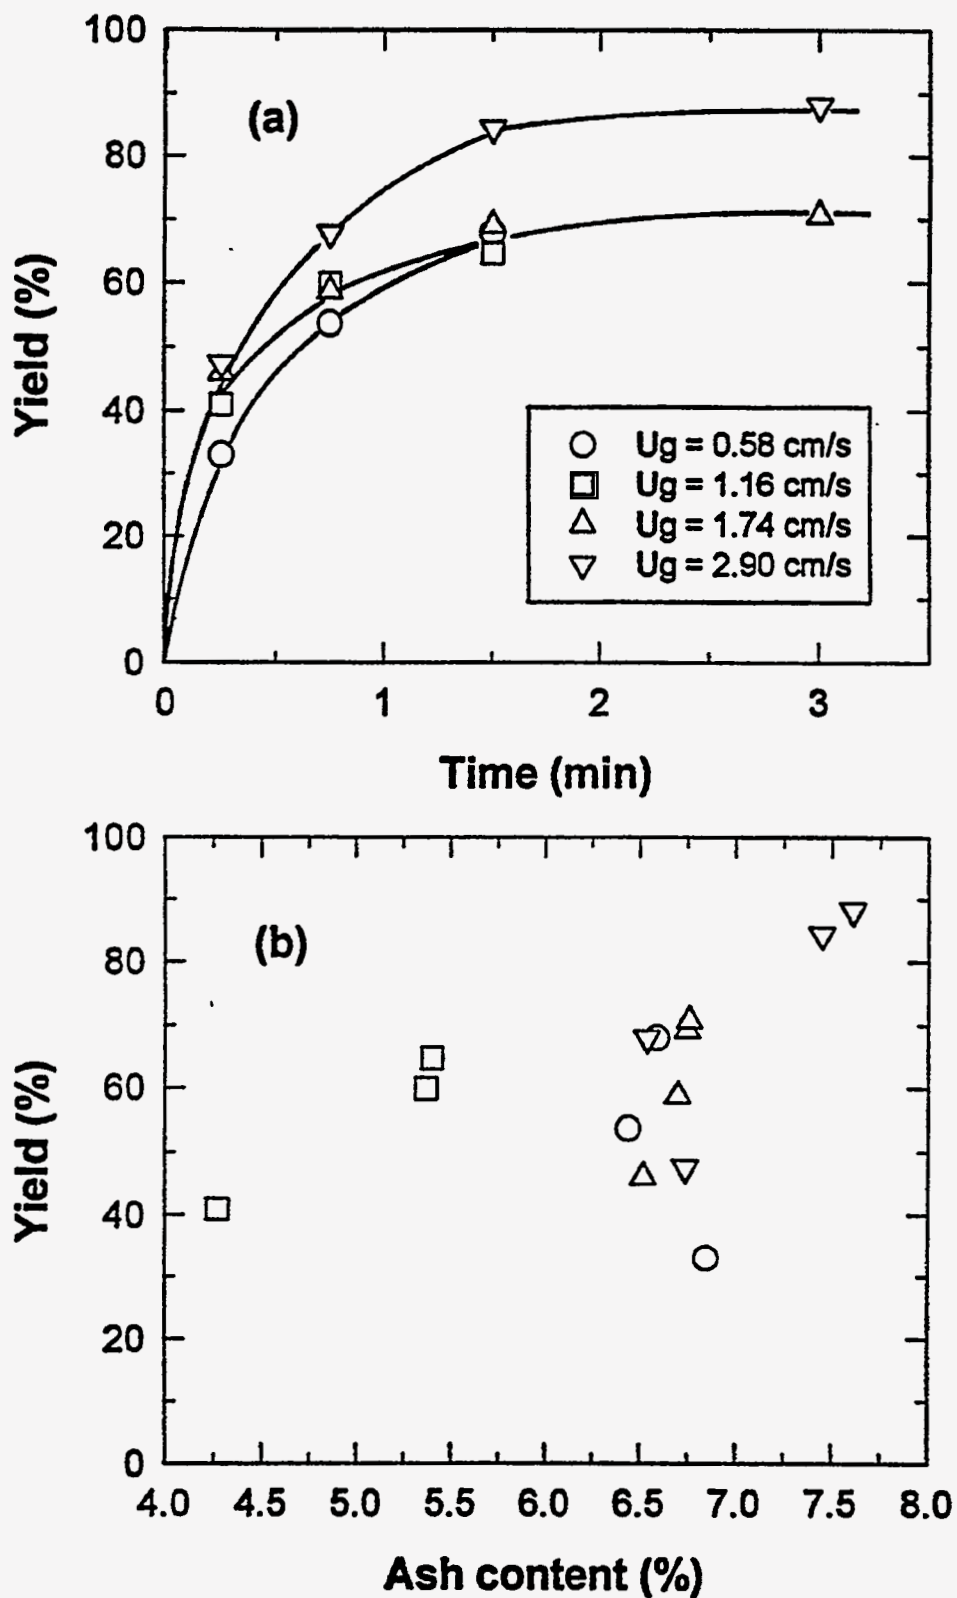 100
80
60
40
20
0
Yield (%)
(a)
Ug = 0.58 cm/s
Ug = 1.16 cm/s
Ug = 1.74 cm/s
Ug = 2.90 cm/s
0 1 2 3
Time (min)
100
80
60
40
20
0
Yield (%)
(b)
4.0 4.5 5.0 5.5 6.0 6.5 7.0 7.5 8.0
Ash content (%)